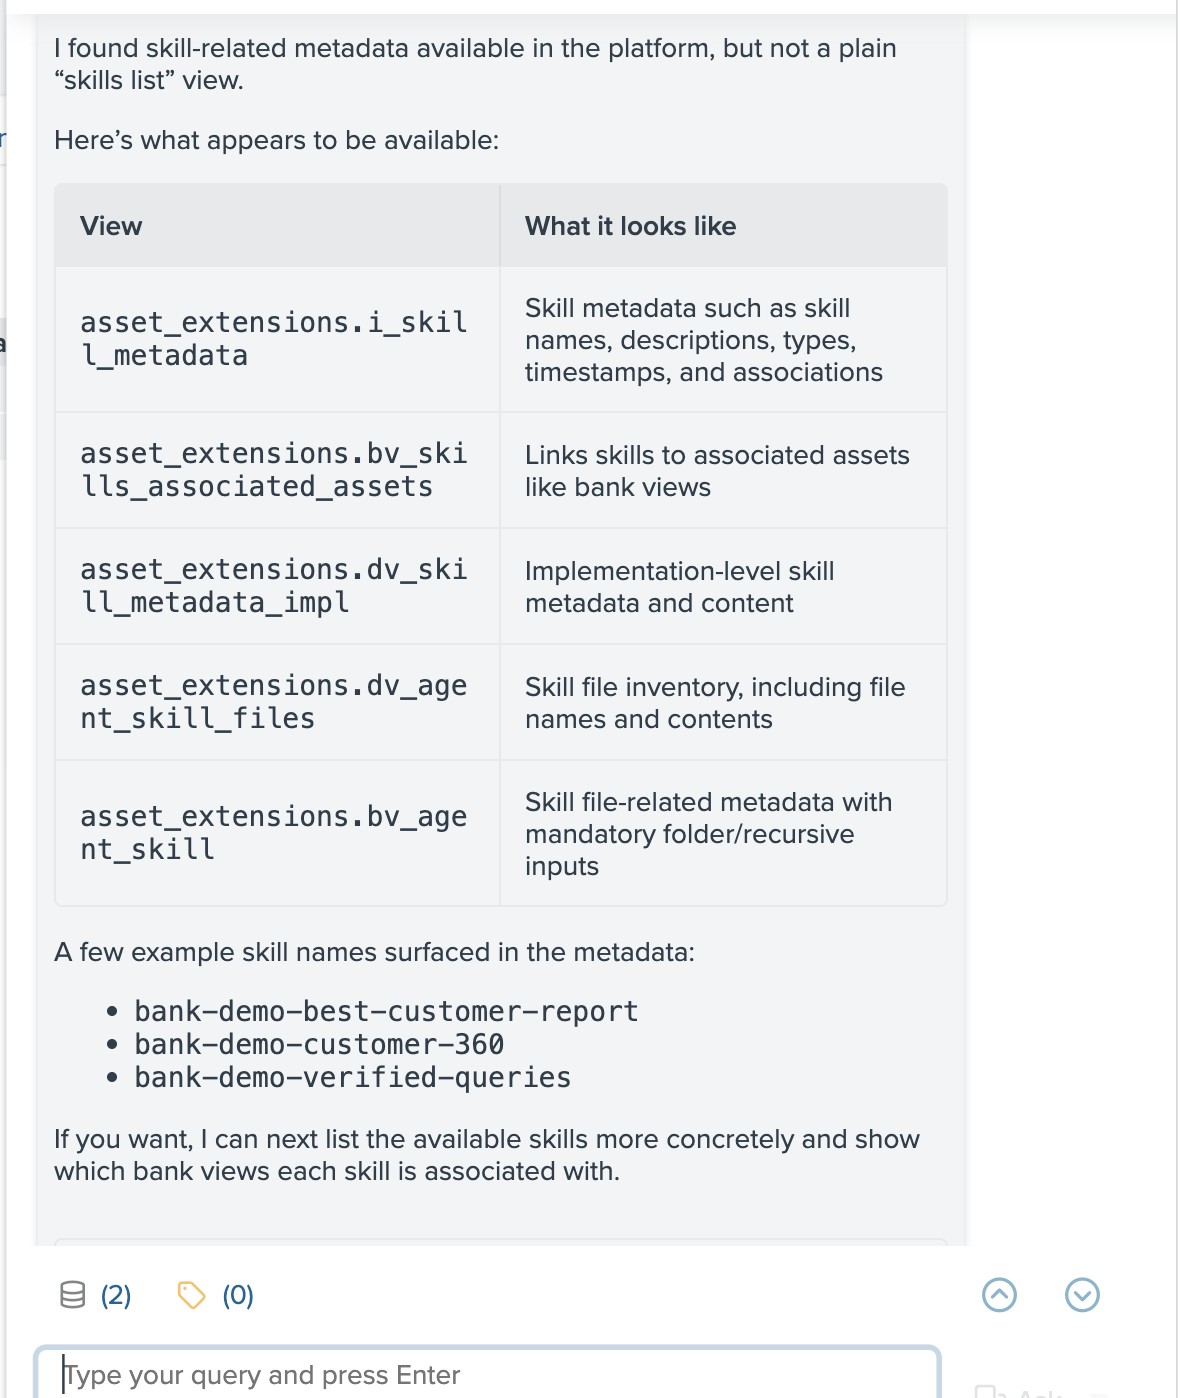 I found skill-related metadata available in the platform, but not a plain
“skills list” view.
Here’s what appears to be available:
View
What it looks like
asset_extensions.i_skil
l_metadata
Skill metadata such as skill
names, descriptions, types,
timestamps, and associations
asset_extensions.bv_ski
lls_associated_assets
Links skills to associated assets
like bank views
asset_extensions.dv_ski
ll_metadata_impl
Implementation-level skill
metadata and content
asset_extensions.dv_age
nt_skill_files
Skill file inventory, including file
names and contents
asset_extensions.bv_age
nt_skill
Skill file-related metadata with
mandatory folder/recursive
inputs
A few example skill names surfaced in the metadata:
• bank-demo-best-customer-report
• bank-demo-customer-360
• bank-demo-verified-queries
If you want, I can next list the available skills more concretely and show
which bank views each skill is associated with.
(2)
(0)
Type your query and press Enter